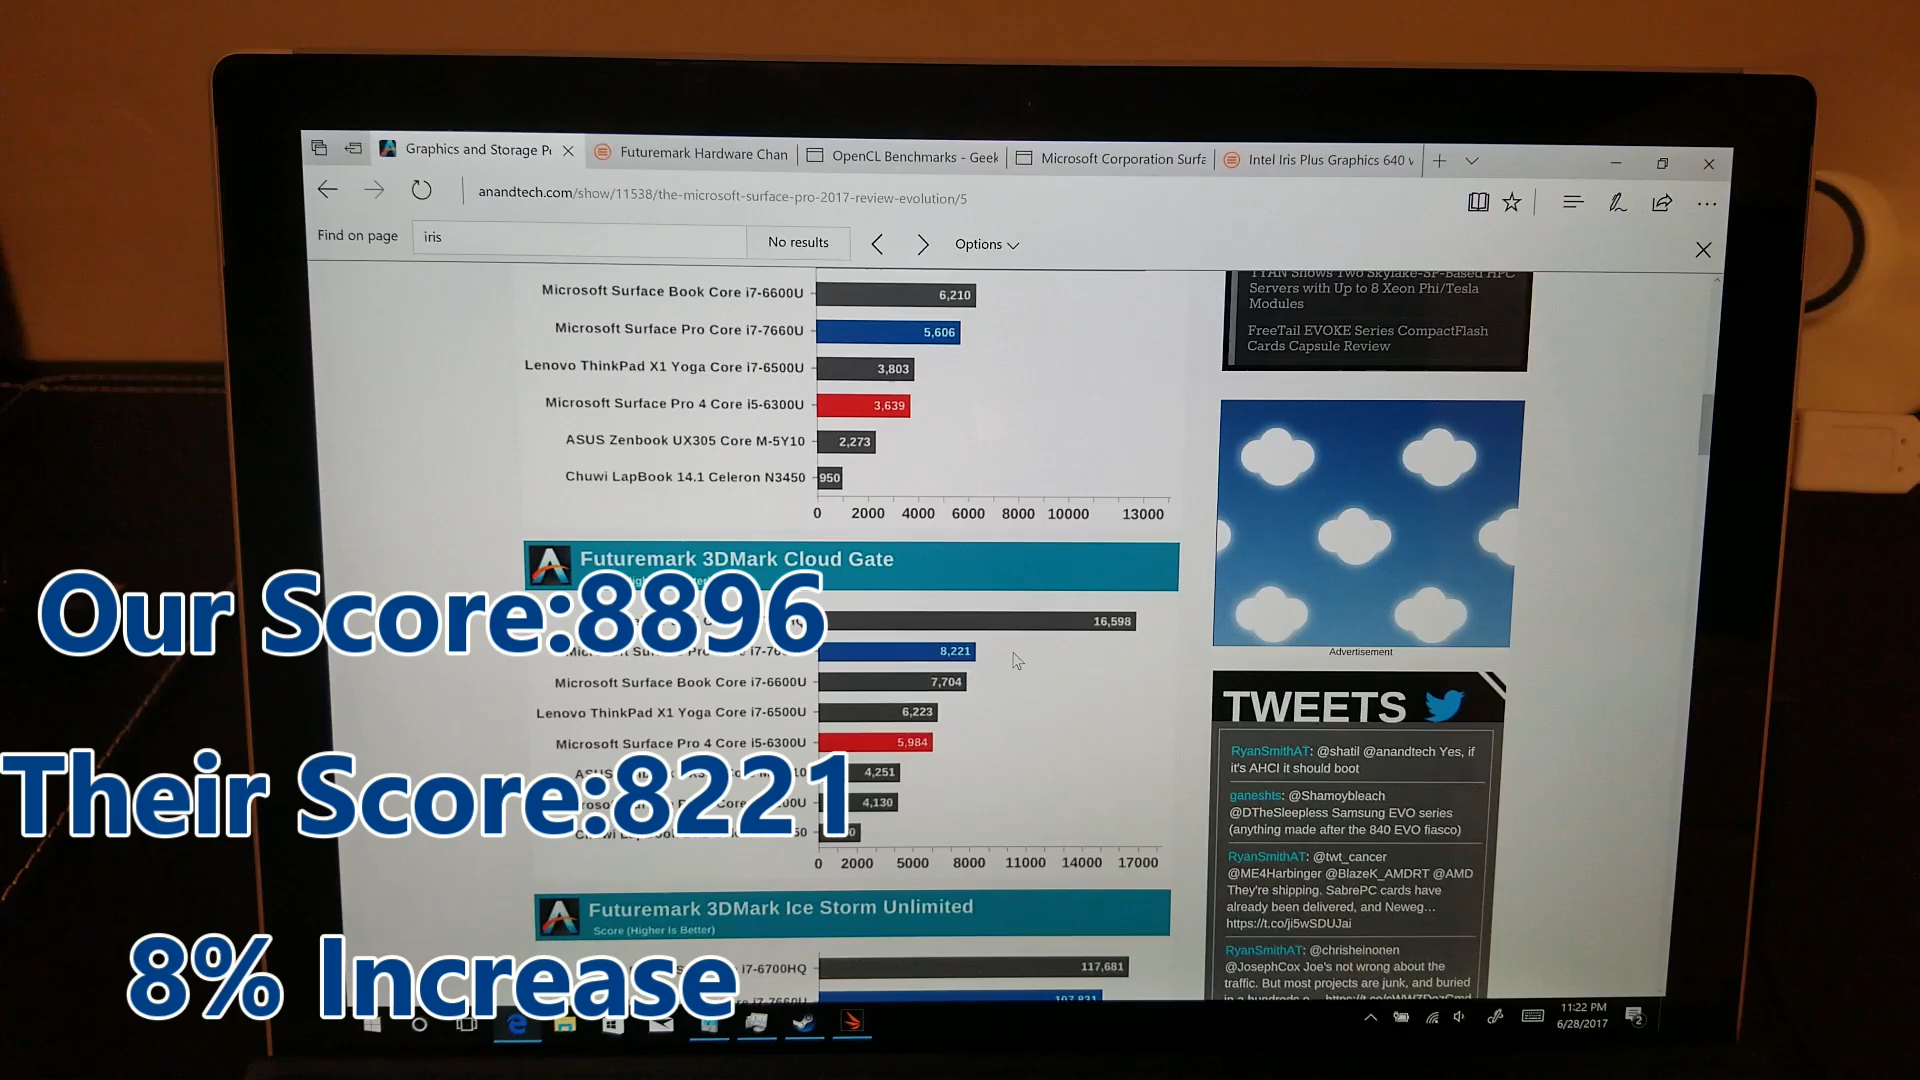 Graphics and Storage Pe
Futuremark Hardware Chan
OpenCL Benchmarks - Geek
Microsoft Corporation Surfa
Intel Iris Plus Graphics 640 v
anandtech.com/show/11538/the-microsoft-surface-pro-2017-review-evolution/5
Find on page
iris
No results
Options
Microsoft Surface Book Core i7-6600U 6,210
Microsoft Surface Pro Core i7-7660U 5,606
Lenovo ThinkPad X1 Yoga Core i7-6500U 3,803
Microsoft Surface Pro 4 Core i5-6300U 3,639
ASUS Zenbook UX305 Core M-5Y10 2,273
Chuwi LapBook 14.1 Celeron N3450 950
0 2000 4000 6000 8000 10000 13000
Futuremark 3DMark Cloud Gate
16,598
8,221
Microsoft Surface Book Core i7-6600U 7,704
Lenovo ThinkPad X1 Yoga Core i7-6500U 6,223
Microsoft Surface Pro 4 Core i5-6300U 5,984
4,251
4,130
0 2000 5000 8000 11000 14000 17000
Futuremark 3DMark Ice Storm Unlimited
Score (Higher Is Better)
i7-6700HQ 117,681
Our Score:8896
Their Score:8221
8% Increase
TYAN Shows Two Skylake-SP-Based HPC
Servers with Up to 8 Xeon Phi/Tesla
Modules
FreeTail EVOKE Series CompactFlash
Cards Capsule Review
Advertisement
TWEETS
RyanSmithAT: @shatil @anandtech Yes, if
it's AHCI it should boot
ganeshts: @Shamoybleach
@DTheSleepless Samsung EVO series
(anything made after the 840 EVO fiasco)
RyanSmithAT: @twt_cancer
@ME4Harbinger @BlazeK_AMDRT @AMD
They're shipping. SabrePC cards have
already been delivered, and Neweg…
https://t.co/ji5wSDUJai
RyanSmithAT: @chrisheinonen
@JosephCox Joe's not wrong about the
traffic. But most projects are junk, and buried
11:22 PM
6/28/2017
2